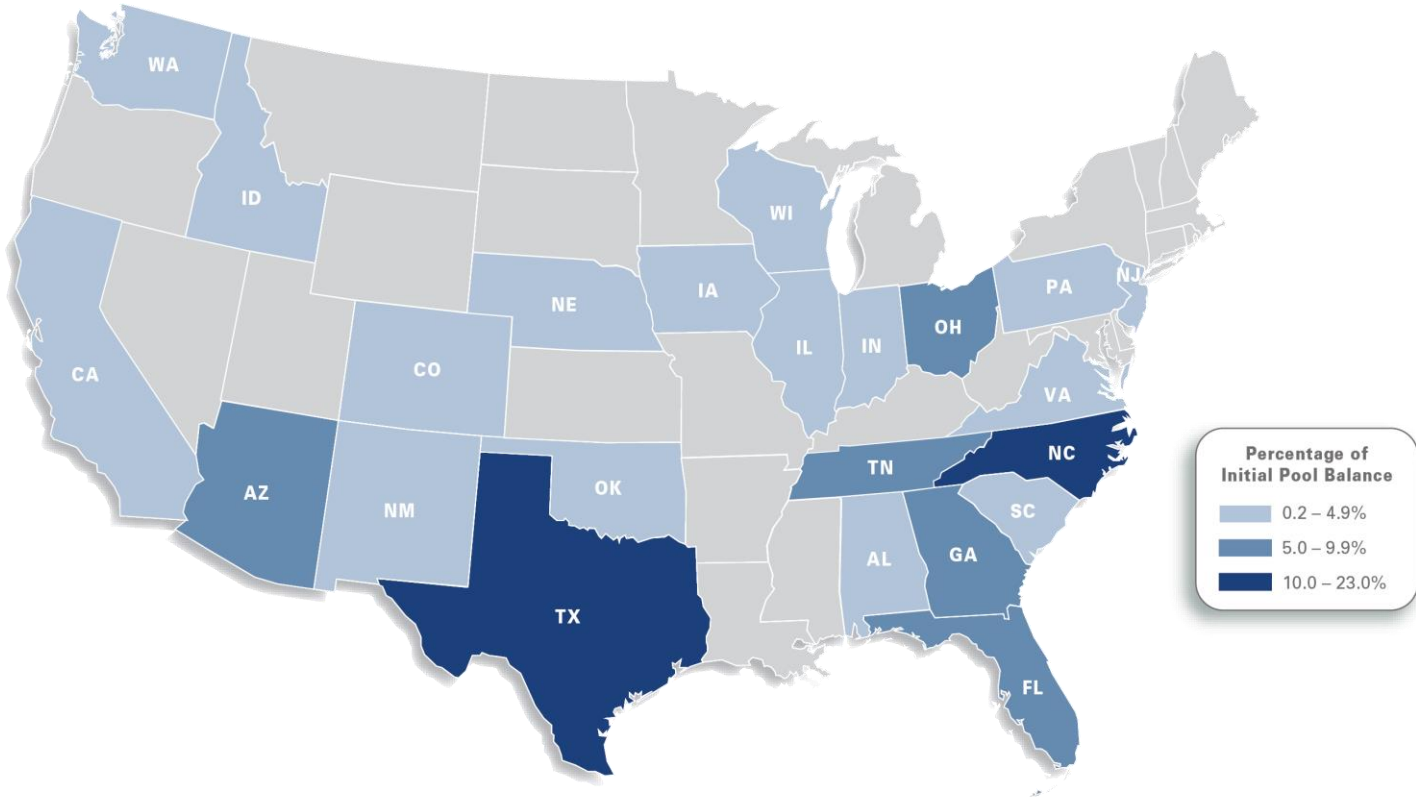 WA
ID
WI
NE
IA
PA
NJ
OH
IL
IN
CO
CA
VA
NC
TN
AZ
NM
OK
SC
AL
GA
TX
FL
Percentage of
Initial Pool Balance
0.2 – 4.9%
5.0 – 9.9%
10.0 – 23.0%